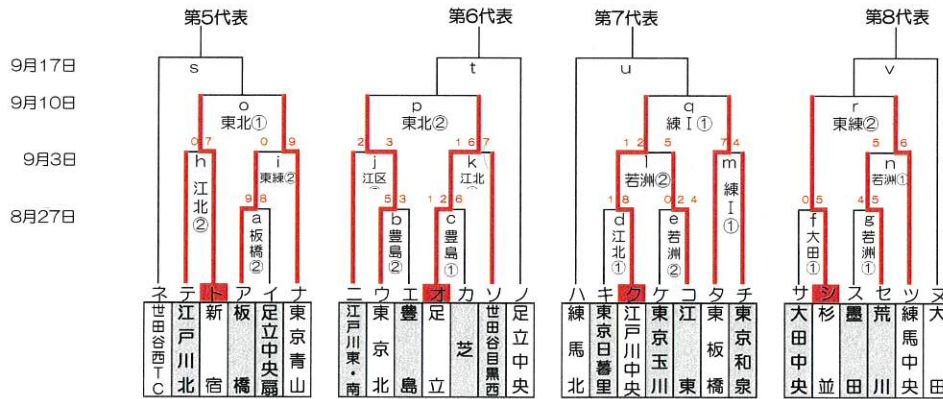 第5代表 第6代表 第7代表 第8代表
9月17日 s t u v
9月10日 o p q r
東北① 東北② 練Ⅰ① 東練②
0 7 0 9 2 3 16 7 12 5 7 4 5 6
9月3日 h i j k l m n
江北② 東練② 江区 江北 若洲② 練Ⅰ① 若洲①
9 8 5 3 12 6 1 8 0 2 4 0 5 4 5
8月27日 a b c d e f g
板橋② 豊島② 豊島① 江北① 若洲② 大田① 若洲①
ネ テ ト ア イ ナ ニ ウ エ オ カ ソ ノ ハ キ ク ケ コ タ チ サ シ ス セ ツ ヌ
世田谷西TC
江戸川北
新宿
板橋
足立中央扇
東京青山
江戸川東・南
東京北
豊島
足立
芝
世田谷目黒西
足立中央
練馬北
東京日暮里
江戸川中央
東京玉川
江東
東板橋
東京和泉
大田中央
杉並
墨田
荒川
練馬中央
大田